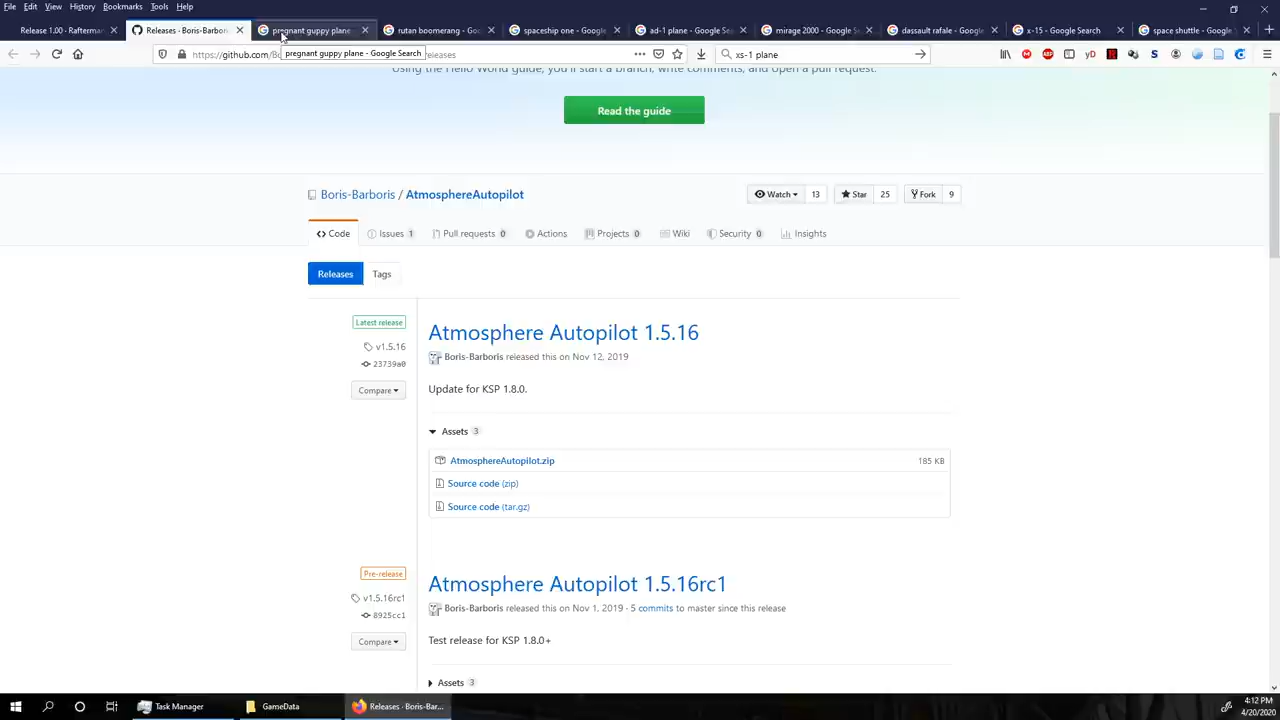 File Edit View History Bookmarks Tools Help
Release 1.00 - Rafterman
Releases - Boris-Barbori
pregnant guppy plane
rutan boomerang - Goo
spaceship one - Google
ad-1 plane - Google Se
mirage 2000 - Google Se
dassault rafale - Google
x-15 - Google Search
space shuttle - Google S
pregnant guppy plane - Google Search
xs-1 plane
Using the Hello World guide, you'll start a branch, write comments, and open a pull request.
Read the guide
Boris-Barboris / AtmosphereAutopilot
Watch 13
Star 25
Fork 9
Code Issues 1 Pull requests 0 Actions Projects 0 Wiki Security 0 Insights
Releases Tags
Latest release
v1.5.16
23739a0
Compare
Atmosphere Autopilot 1.5.16
Boris-Barboris released this on Nov 12, 2019
Update for KSP 1.8.0.
Assets 3
AtmosphereAutopilot.zip 185 KB
Source code (zip)
Source code (tar.gz)
Pre-release
v1.5.16rc1
8925cc1
Compare
Atmosphere Autopilot 1.5.16rc1
Boris-Barboris released this on Nov 1, 2019 · 5 commits to master since this release
Test release for KSP 1.8.0+
Assets 3
Task Manager
GameData
Releases - Boris-Bar...
4:12 PM
4/20/2020